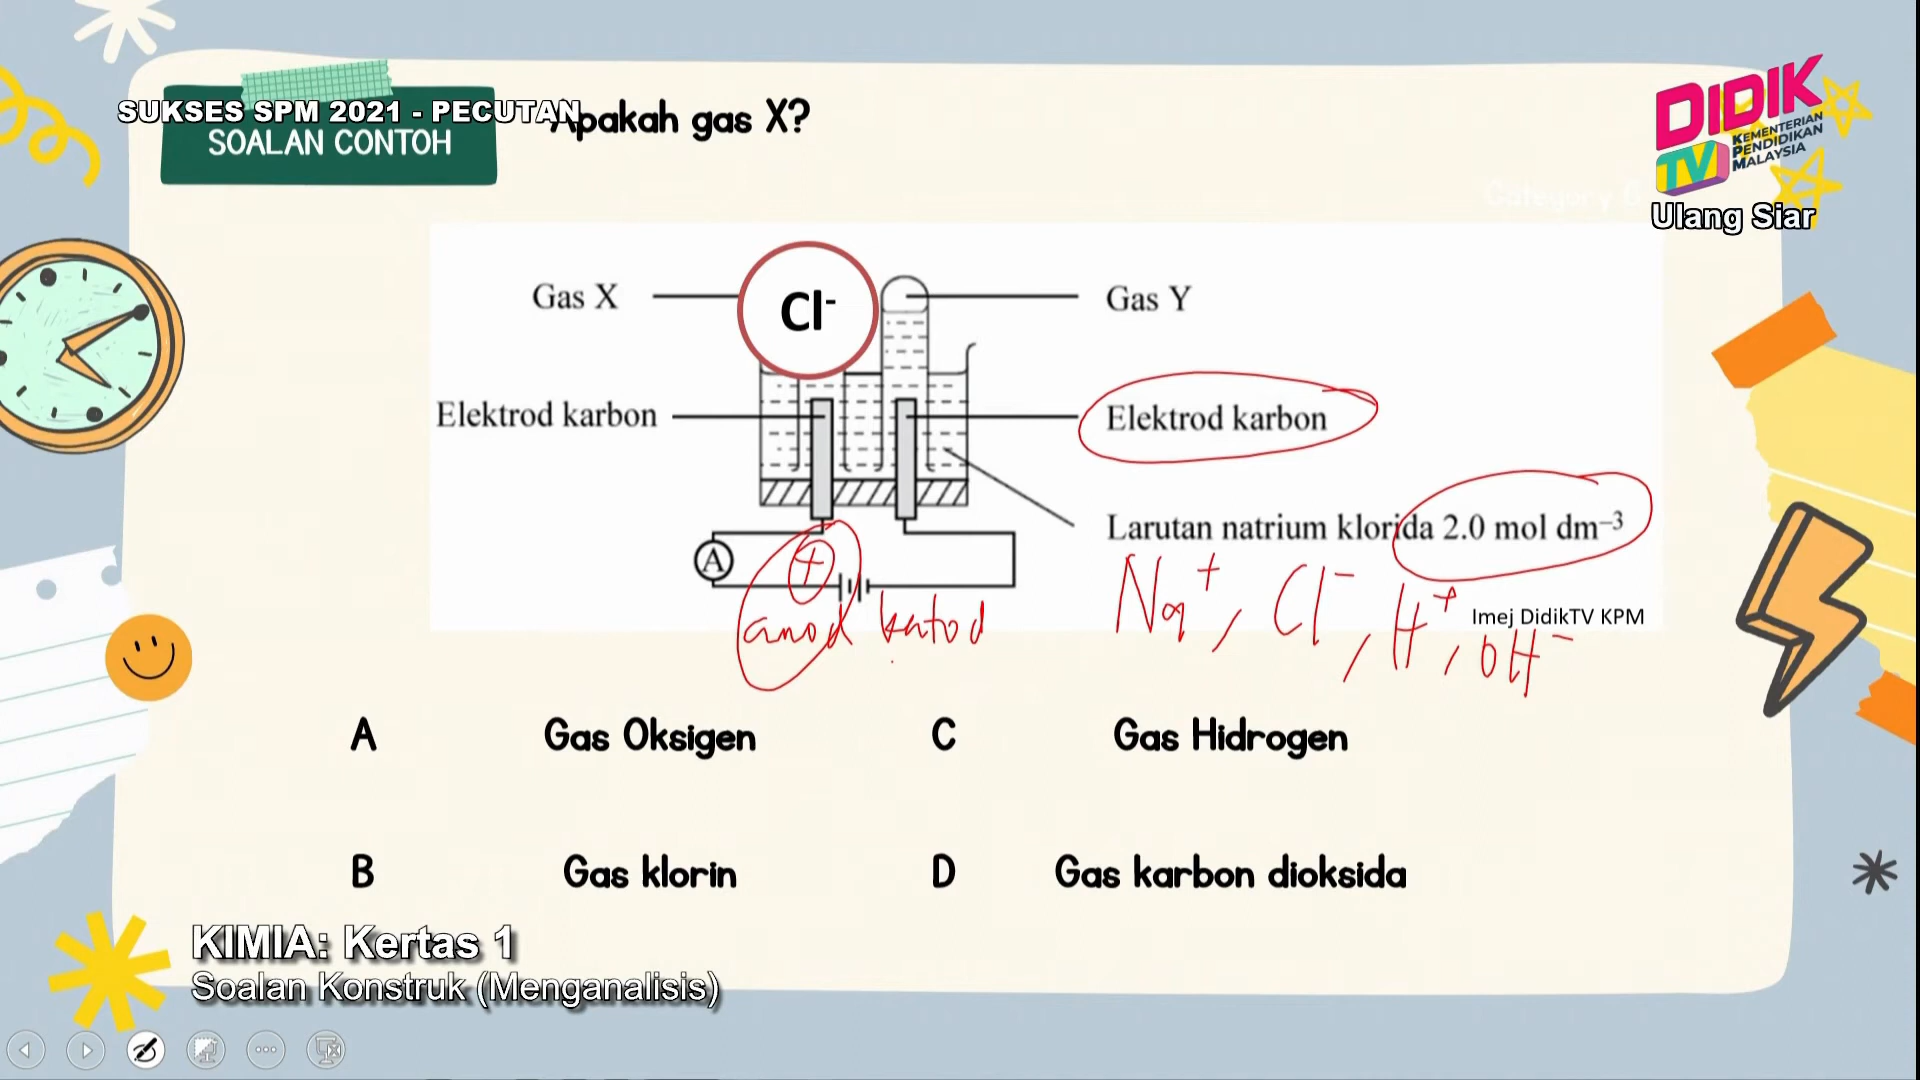 SUKSES SPM 2021 - PECUTAN
SOALAN CONTOH
Apakah gas X?
DIDIK
TV
KEMENTERIAN
PENDIDIKAN
MALAYSIA
Ulang Siar
Gas X
Cl-
Gas Y
Elektrod karbon
Elektrod karbon
Larutan natrium klorida 2.0 mol dm⁻³
A
+
anod katod
Na⁺, Cl⁻, H⁺, OH⁻
Imej DidikTV KPM
A Gas Oksigen
C Gas Hidrogen
B Gas klorin
D Gas karbon dioksida
KIMIA: Kertas 1
Soalan Konstruk (Menganalisis)